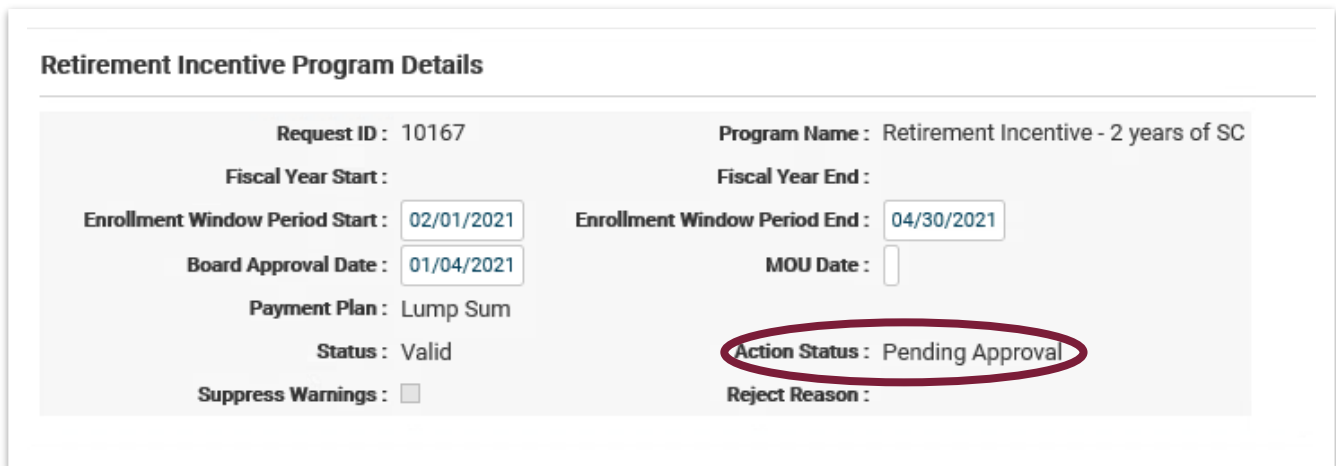 Retirement Incentive Program Details
Request ID : 10167 Program Name : Retirement Incentive - 2 years of SC
Fiscal Year Start : Fiscal Year End :
Enrollment Window Period Start : 02/01/2021 Enrollment Window Period End : 04/30/2021
Board Approval Date : 01/04/2021 MOU Date :
Payment Plan : Lump Sum
Status : Valid Action Status : Pending Approval
Suppress Warnings : Reject Reason :